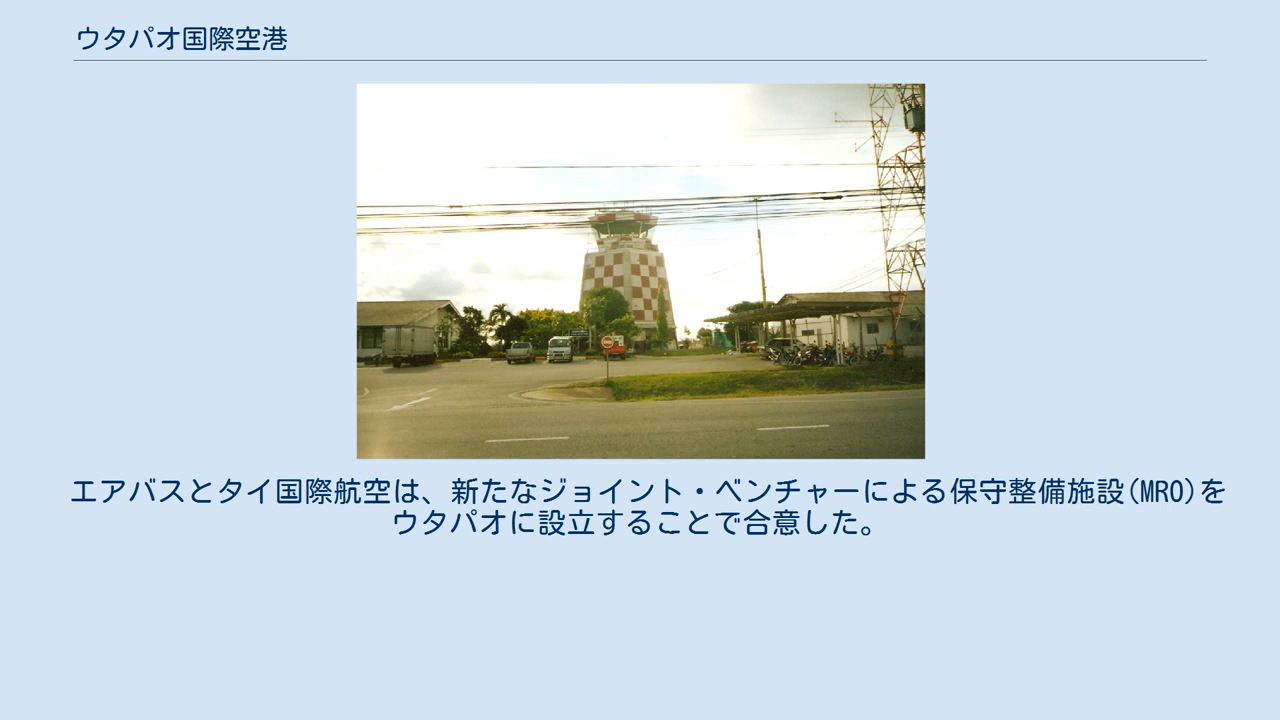 ウタパオ国際空港
エアバスとタイ国際航空は、新たなジョイント・ベンチャーによる保守整備施設(MRO)を
ウタパオに設立することで合意した。